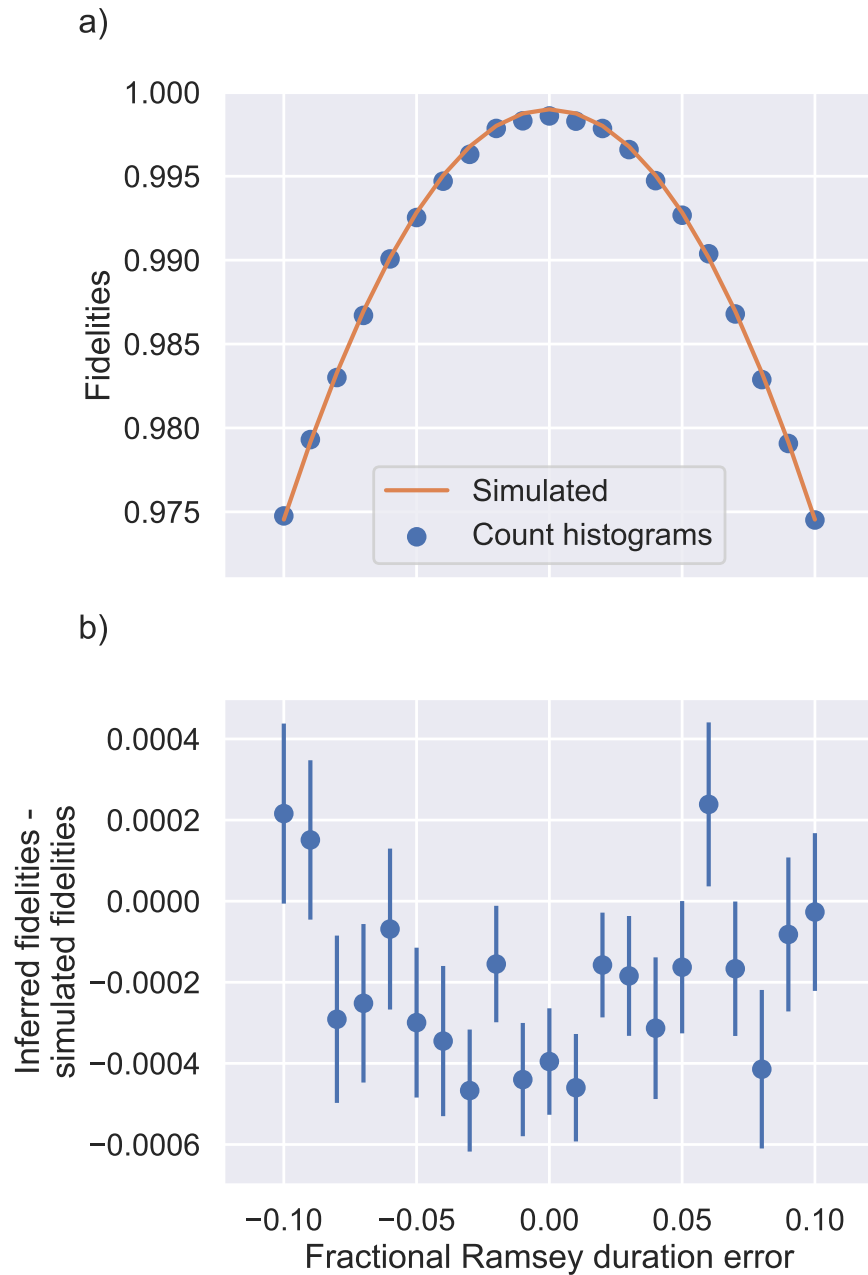 a)
1.000
0.995
0.990
0.985
0.980
0.975
Fidelities
Simulated
Count histograms
b)
0.0004
0.0002
0.0000
−0.0002
−0.0004
−0.0006
Inferred fidelities -
simulated fidelities
−0.10 −0.05 0.00 0.05 0.10
Fractional Ramsey duration error